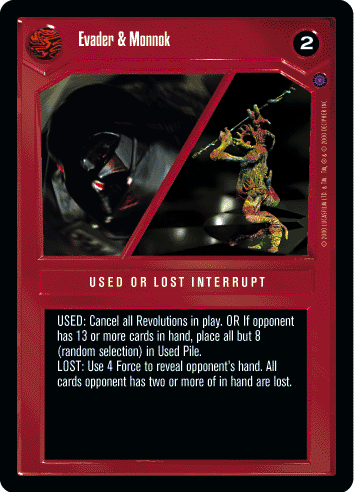 Evader & Monnok
2
USED OR LOST INTERRUPT
USED: Cancel all Revolutions in play. OR If opponent
has 13 or more cards in hand, place all but 8
(random selection) in Used Pile.
LOST: Use 4 Force to reveal opponent's hand. All
cards opponent has two or more of in hand are lost.